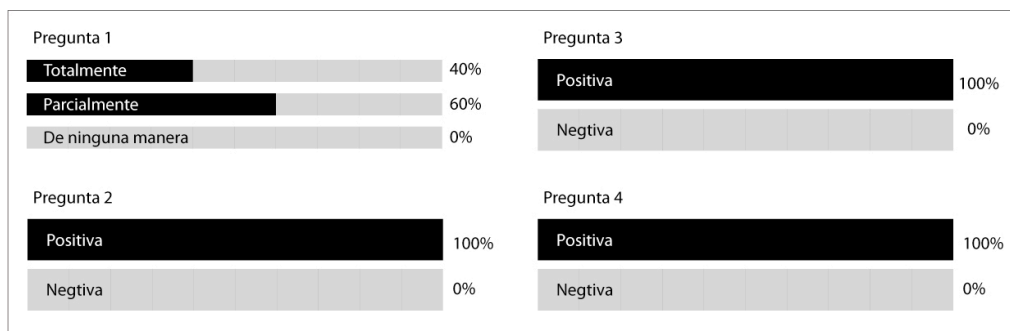 Pregunta 1
Totalmente 40%
Parcialmente 60%
De ninguna manera 0%
Pregunta 2
Positiva 100%
Negtiva 0%
Pregunta 3
Positiva 100%
Negtiva 0%
Pregunta 4
Positiva 100%
Negtiva 0%